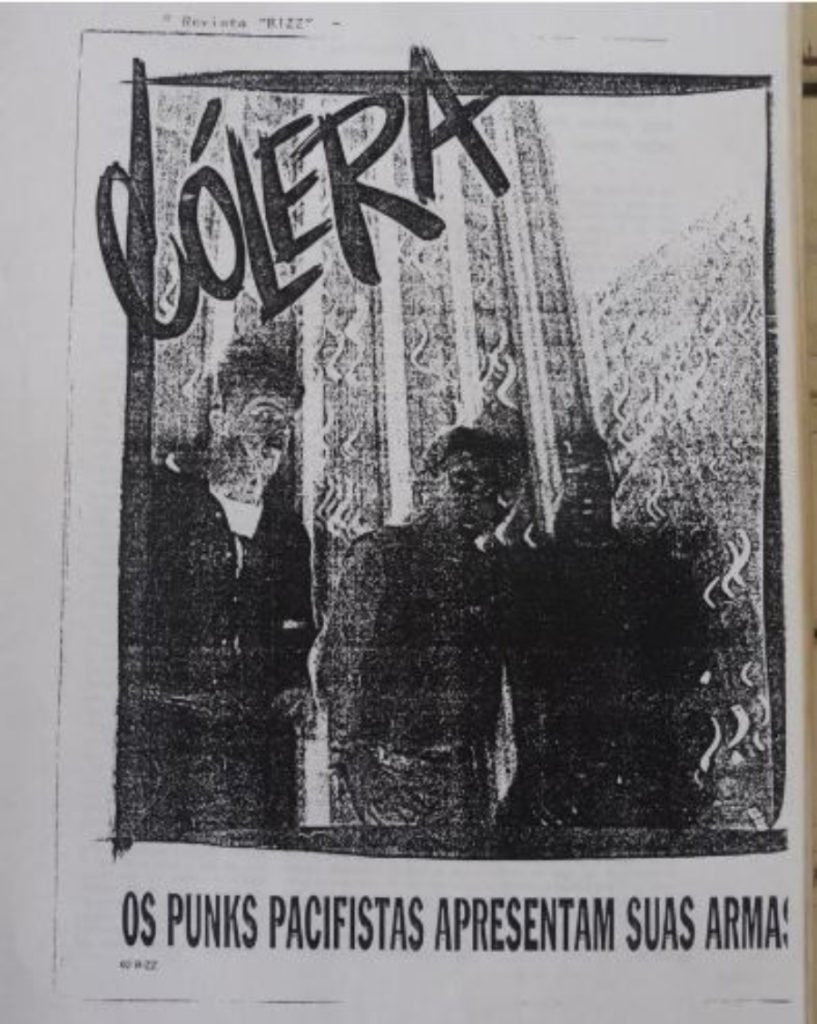 * Revista "BIZZ" -
CÓLERA
OS PUNKS PACIFISTAS APRESENTAM SUAS ARMAS